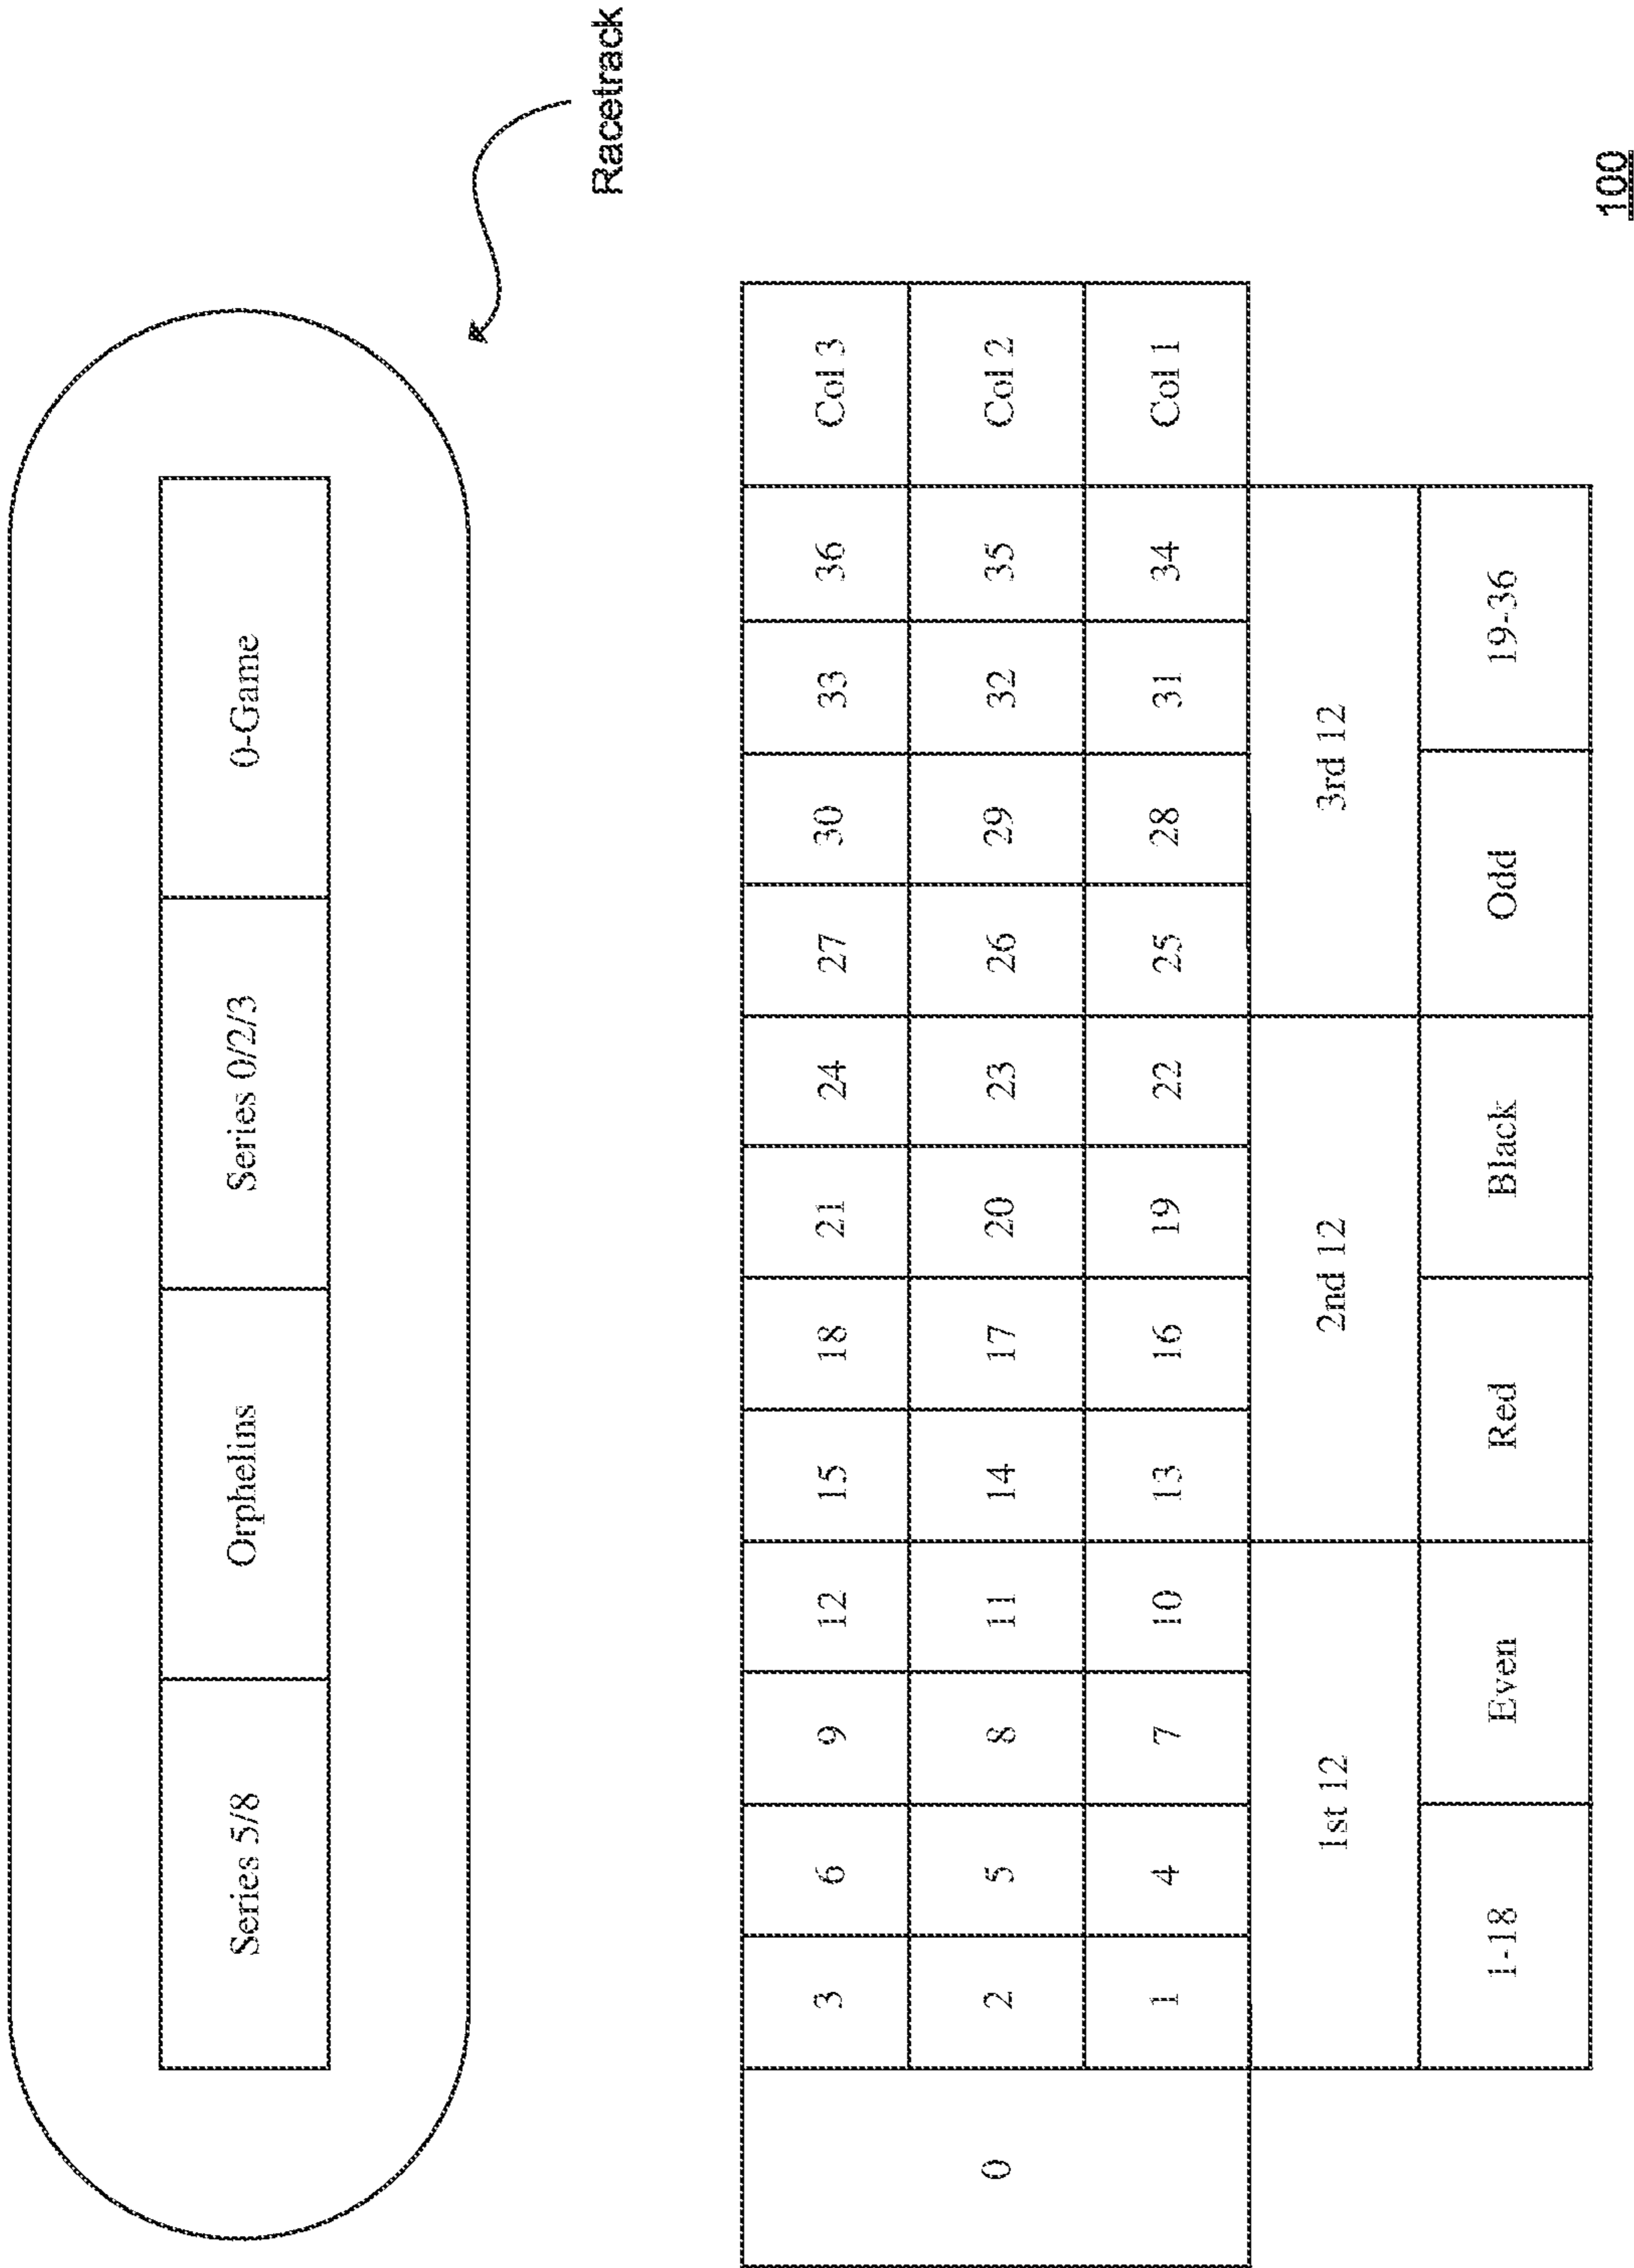 Racetrack
Series 5/8 Orphelins Series 0/2/3 0-Game
3 6 9 12 15 18 21 24 27 30 33 36 Col 3
0 2 5 8 11 14 17 20 23 26 29 32 35 Col 2
1 4 7 10 13 16 19 22 25 28 31 34 Col 1
1st 12 2nd 12 3rd 12
1-18 Even Red Black Odd 19-36
100